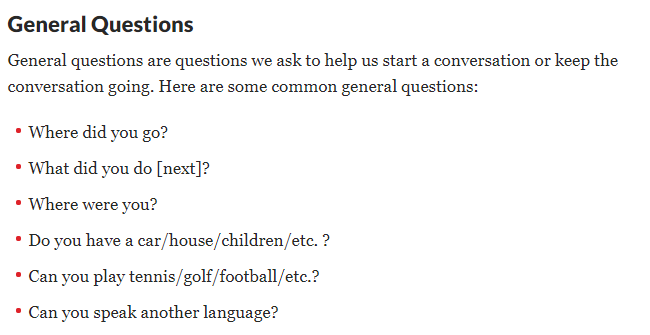 General Questions
General questions are questions we ask to help us start a conversation or keep the
conversation going. Here are some common general questions:
• Where did you go?
• What did you do [next]?
• Where were you?
• Do you have a car/house/children/etc. ?
• Can you play tennis/golf/football/etc.?
• Can you speak another language?